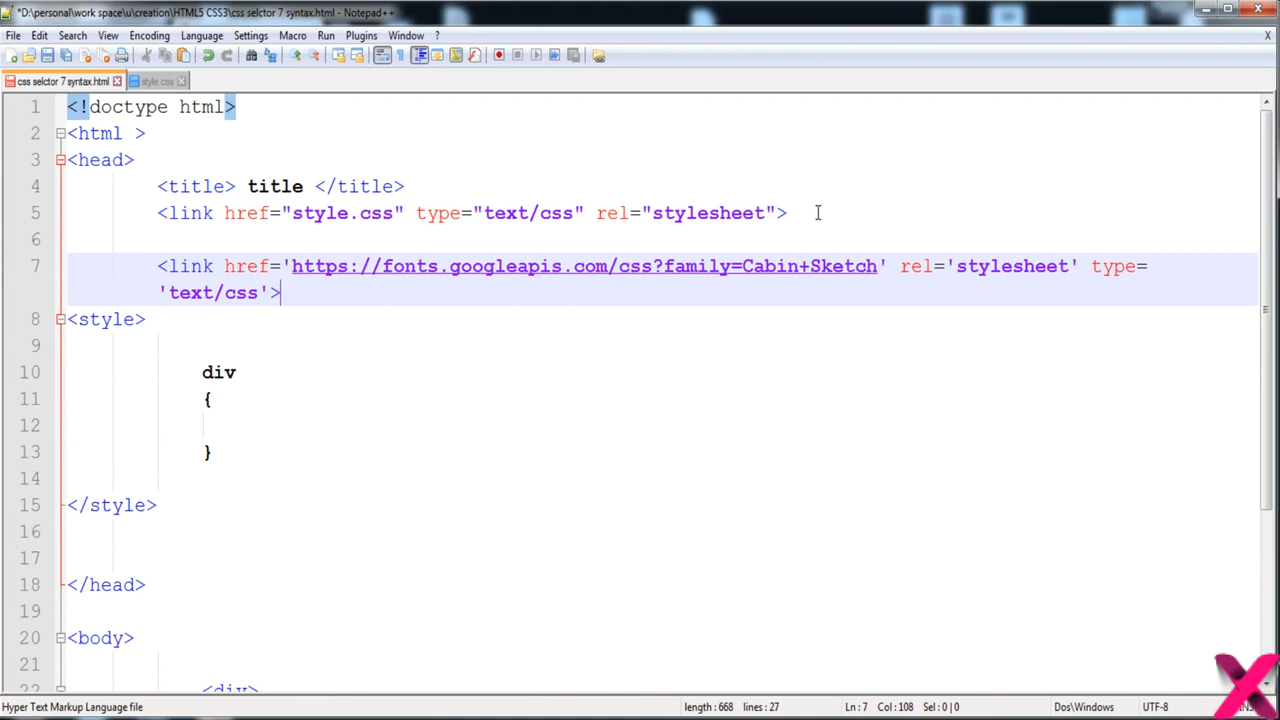 *D:\personal\work space\u\creation\HTML5 CSS3\css selctor 7 syntax.html - Notepad++
File Edit Search View Encoding Language Settings Macro Run Plugins Window ? X
css selctor 7 syntax.html style.css
1 <!doctype html>
2 <html >
3 <head>
4 <title> title </title>
5 <link href="style.css" type="text/css" rel="stylesheet">
6
7 <link href='https://fonts.googleapis.com/css?family=Cabin+Sketch' rel='stylesheet' type=
'text/css'>
8 <style>
9
10 div
11 {
12
13 }
14
15 </style>
16
17
18 </head>
19
20 <body>
21
22 <div>
Hyper Text Markup Language file length : 668 lines : 27 Ln : 7 Col : 108 Sel : 0 | 0 Dos\Windows UTF-8